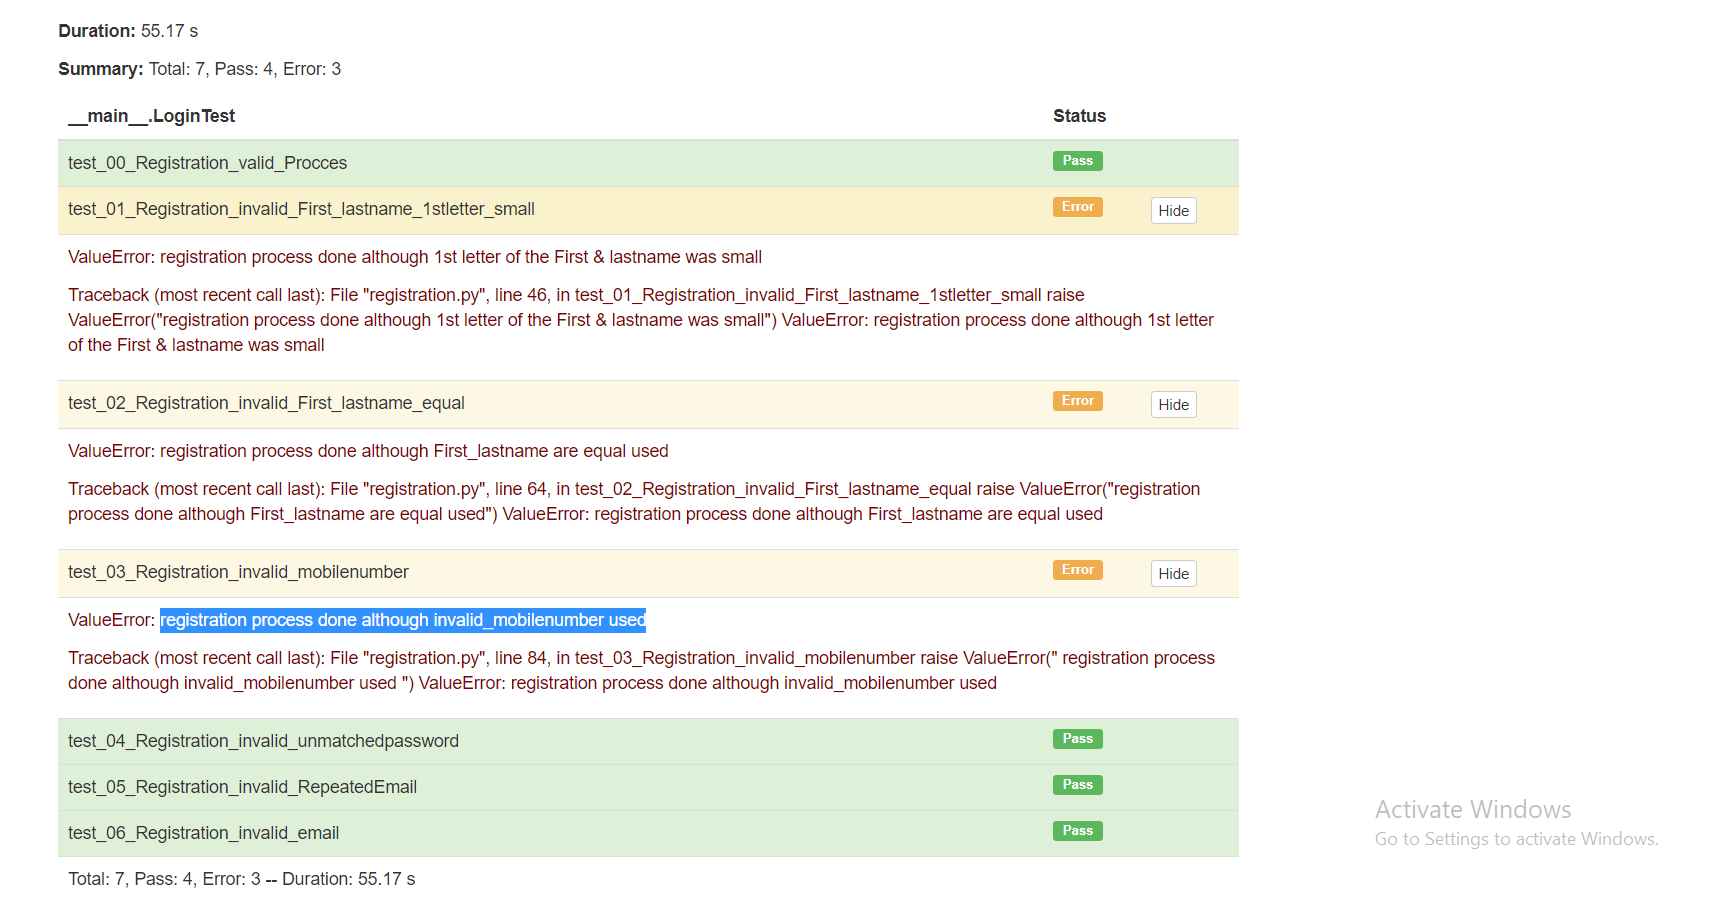 Duration: 55.17 s
Summary: Total: 7, Pass: 4, Error: 3
__main__.LoginTest Status
test_00_Registration_valid_Procces Pass
test_01_Registration_invalid_First_lastname_1stletter_small Error Hide
ValueError: registration process done although 1st letter of the First & lastname was small
Traceback (most recent call last): File "registration.py", line 46, in test_01_Registration_invalid_First_lastname_1stletter_small raise
ValueError("registration process done although 1st letter of the First & lastname was small") ValueError: registration process done although 1st letter
of the First & lastname was small
test_02_Registration_invalid_First_lastname_equal Error Hide
ValueError: registration process done although First_lastname are equal used
Traceback (most recent call last): File "registration.py", line 64, in test_02_Registration_invalid_First_lastname_equal raise ValueError("registration
process done although First_lastname are equal used") ValueError: registration process done although First_lastname are equal used
test_03_Registration_invalid_mobilenumber Error Hide
ValueError: registration process done although invalid_mobilenumber used
Traceback (most recent call last): File "registration.py", line 84, in test_03_Registration_invalid_mobilenumber raise ValueError(" registration process
done although invalid_mobilenumber used ") ValueError: registration process done although invalid_mobilenumber used
test_04_Registration_invalid_unmatchedpassword Pass
test_05_Registration_invalid_RepeatedEmail Pass
test_06_Registration_invalid_email Pass
Total: 7, Pass: 4, Error: 3 -- Duration: 55.17 s
Activate Windows
Go to Settings to activate Windows.